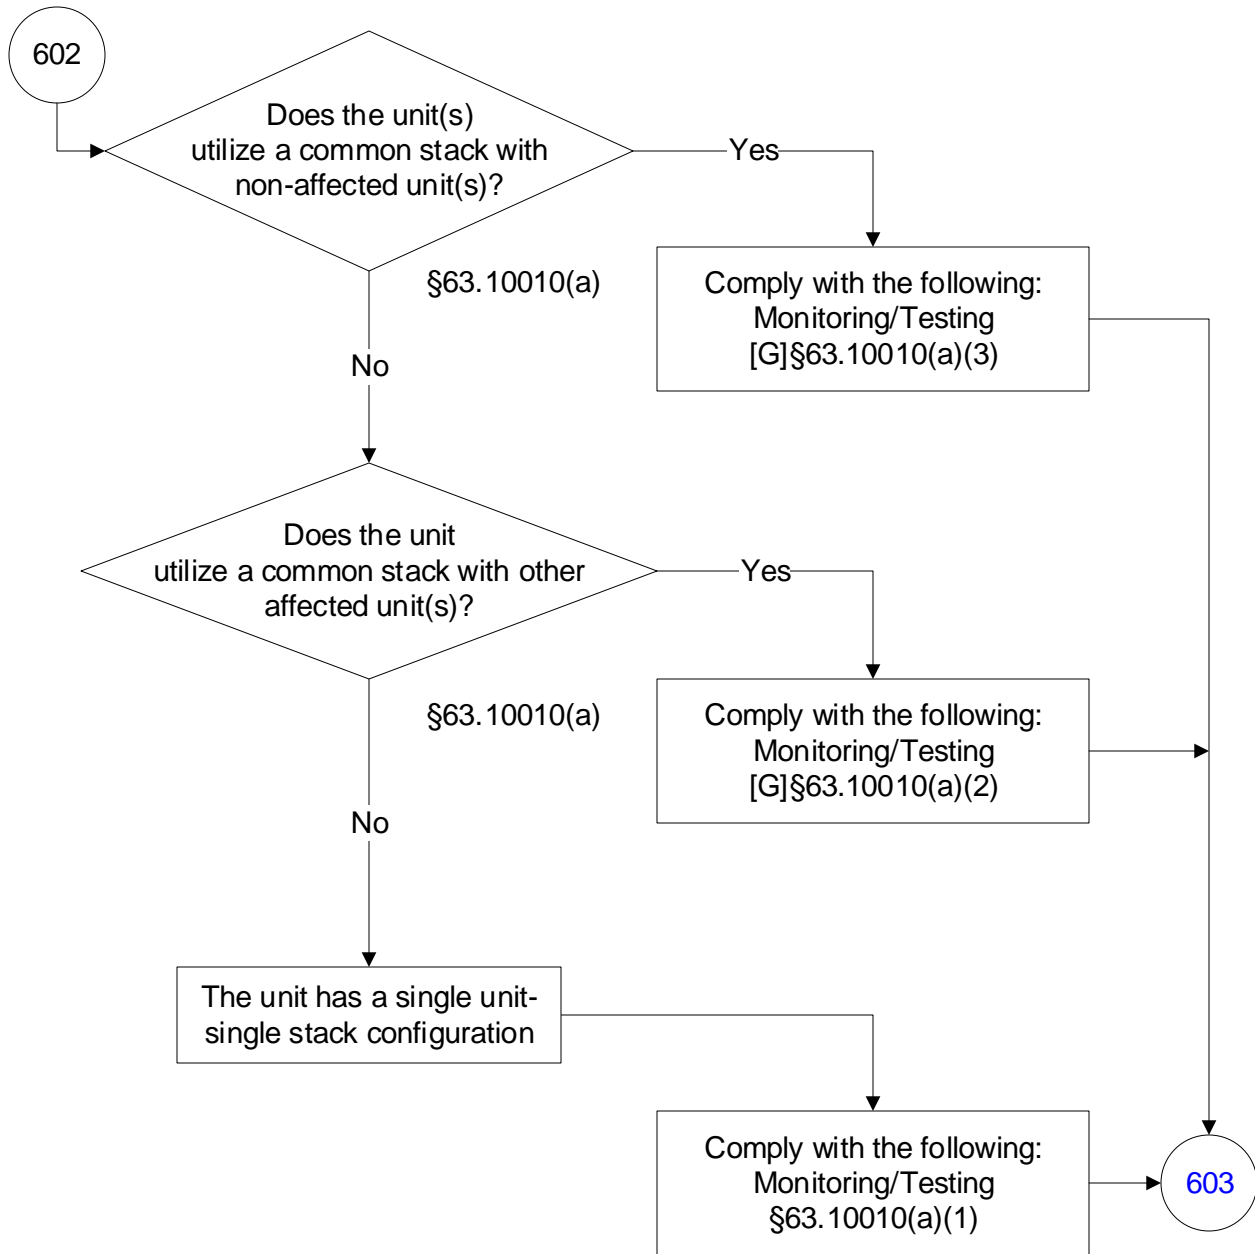 602
Does the unit(s)
utilize a common stack with
non-affected unit(s)?
Yes
§63.10010(a)
Comply with the following:
Monitoring/Testing
[G]§63.10010(a)(3)
No
Does the unit
utilize a common stack with other
affected unit(s)?
Yes
§63.10010(a)
Comply with the following:
Monitoring/Testing
[G]§63.10010(a)(2)
No
The unit has a single unit-
single stack configuration
Comply with the following:
Monitoring/Testing
§63.10010(a)(1)
603